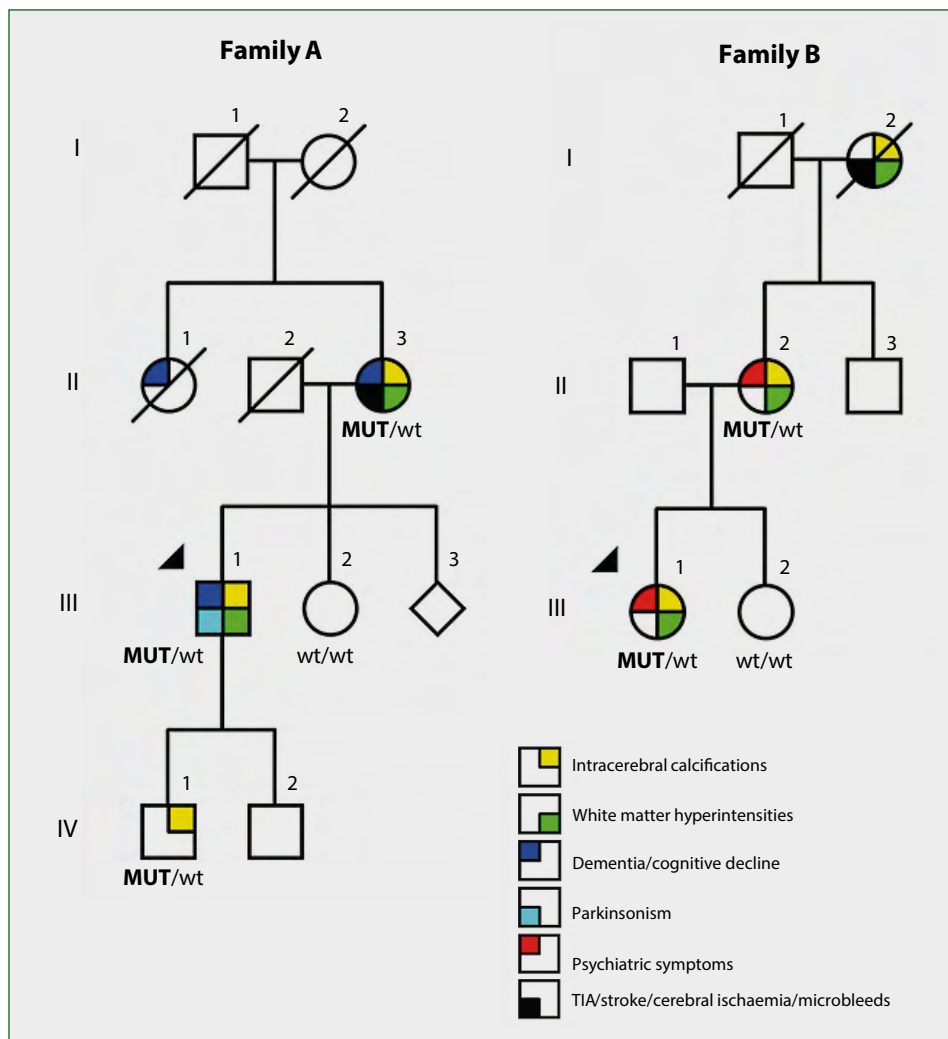 Family A
Family B
I
1
2
I
1
2
II
1
2
3
MUT/wt
II
1
2
3
MUT/wt
III
1
2
3
MUT/wt
wt/wt
III
1
2
MUT/wt
wt/wt
IV
1
2
MUT/wt
Intracerebral calcifications
White matter hyperintensities
Dementia/cognitive decline
Parkinsonism
Psychiatric symptoms
TIA/stroke/cerebral ischaemia/microbleeds